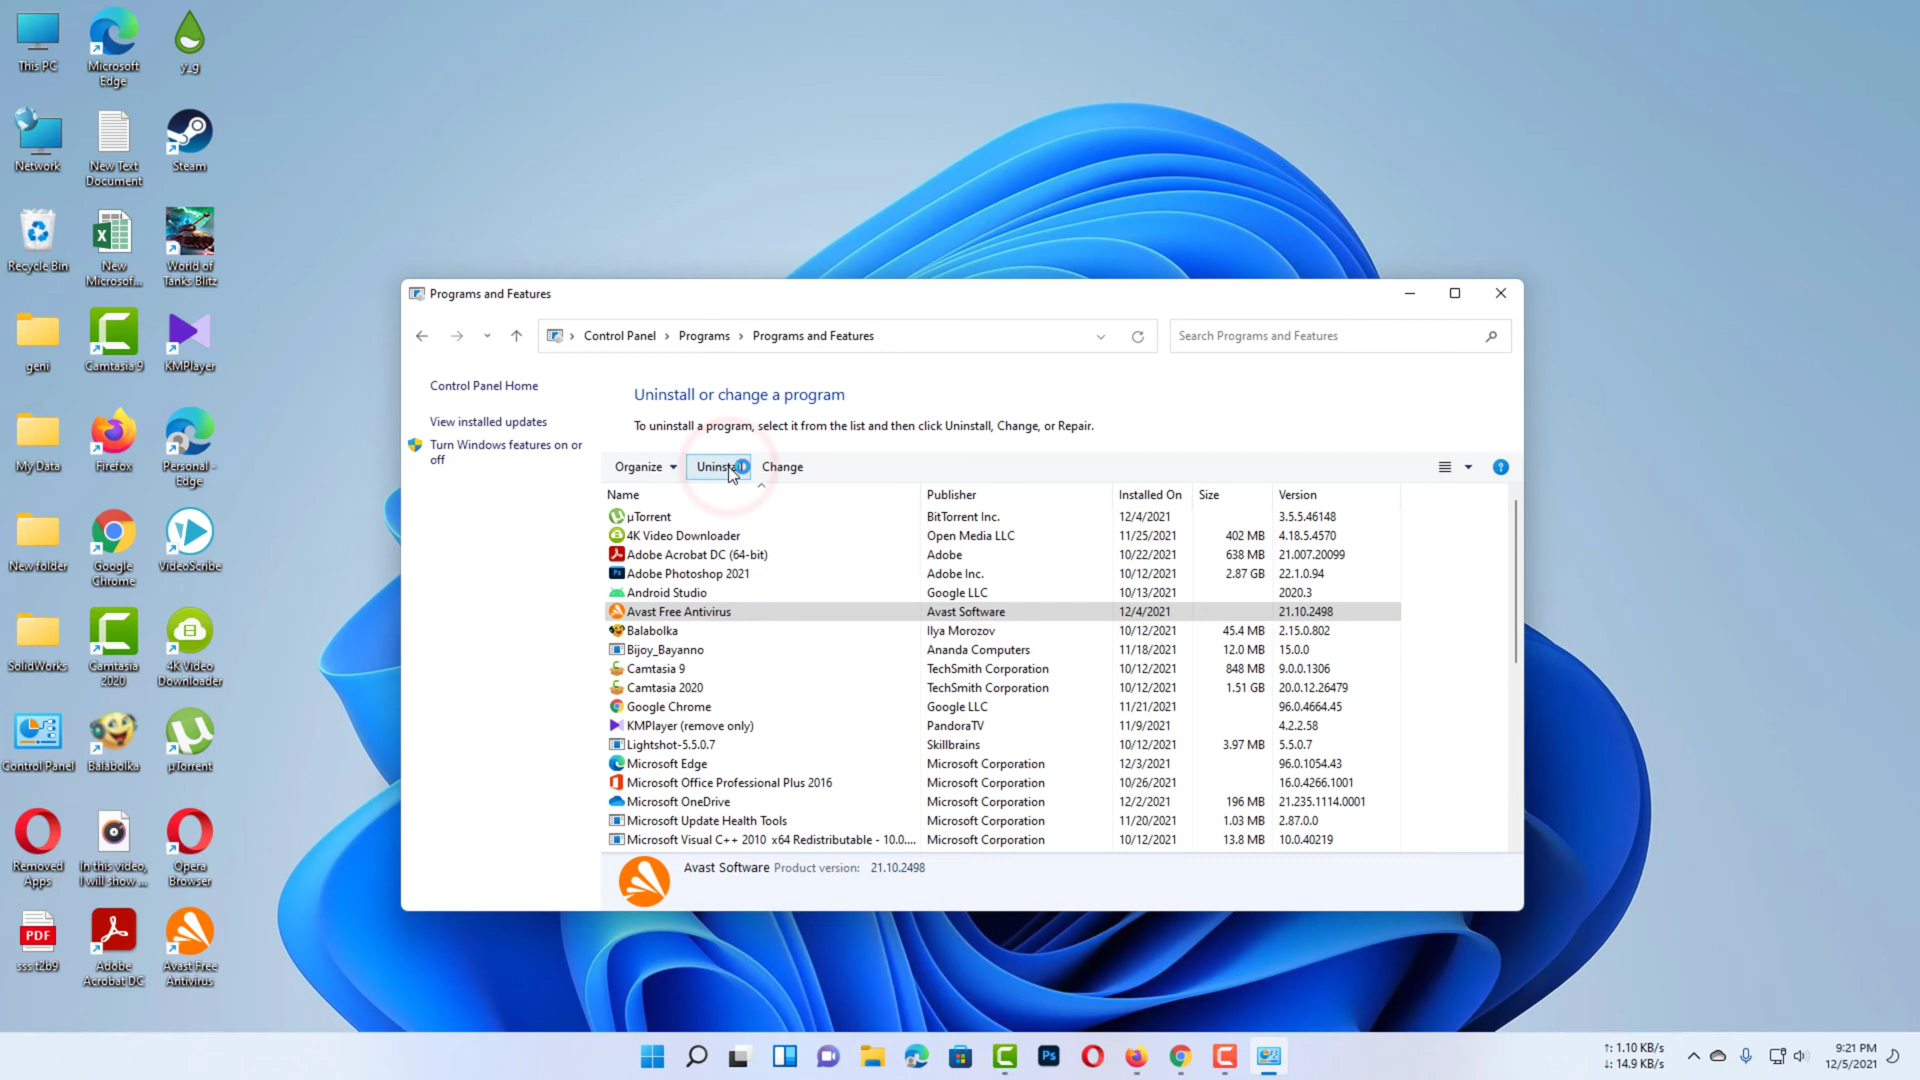 This PC
Microsoft
Edge
y_g
Network
New Text
Document
Steam
Recycle Bin
New
Microsof...
World of
Tanks Blitz
geni
Camtasia 9
KMPlayer
My Data
Firefox
Personal -
Edge
New folder
Google
Chrome
VideoScribe
SolidWorks
Camtasia
2020
4K Video
Downloader
Control Panel
Balabolka
µTorrent
Removed
Apps
In this video,
I will show ...
Opera
Browser
PDF
sss t2b9
Adobe
Acrobat DC
Avast Free
Antivirus
Programs and Features
Control Panel > Programs > Programs and Features
Search Programs and Features
Control Panel Home
View installed updates
Turn Windows features on or
off
Uninstall or change a program
To uninstall a program, select it from the list and then click Uninstall, Change, or Repair.
Organize Uninstall Change
Name Publisher Installed On Size Version
µTorrent BitTorrent Inc. 12/4/2021 3.5.5.46148
4K Video Downloader Open Media LLC 11/25/2021 402 MB 4.18.5.4570
Adobe Acrobat DC (64-bit) Adobe 10/22/2021 638 MB 21.007.20099
Adobe Photoshop 2021 Adobe Inc. 10/12/2021 2.87 GB 22.1.0.94
Android Studio Google LLC 10/13/2021 2020.3
Avast Free Antivirus Avast Software 12/4/2021 21.10.2498
Balabolka Ilya Morozov 10/12/2021 45.4 MB 2.15.0.802
Bijoy_Bayanno Ananda Computers 11/18/2021 12.0 MB 15.0.0
Camtasia 9 TechSmith Corporation 10/12/2021 848 MB 9.0.0.1306
Camtasia 2020 TechSmith Corporation 10/12/2021 1.51 GB 20.0.12.26479
Google Chrome Google LLC 11/21/2021 96.0.4664.45
KMPlayer (remove only) PandoraTV 11/9/2021 4.2.2.58
Lightshot-5.5.0.7 Skillbrains 10/12/2021 3.97 MB 5.5.0.7
Microsoft Edge Microsoft Corporation 12/3/2021 96.0.1054.43
Microsoft Office Professional Plus 2016 Microsoft Corporation 10/26/2021 16.0.4266.1001
Microsoft OneDrive Microsoft Corporation 12/2/2021 196 MB 21.235.1114.0001
Microsoft Update Health Tools Microsoft Corporation 11/20/2021 1.03 MB 2.87.0.0
Microsoft Visual C++ 2010 x64 Redistributable - 10.0.... Microsoft Corporation 10/12/2021 13.8 MB 10.0.40219
Avast Software Product version: 21.10.2498
Ps
↑: 1.10 KB/s
↓: 14.9 KB/s
9:21 PM
12/5/2021